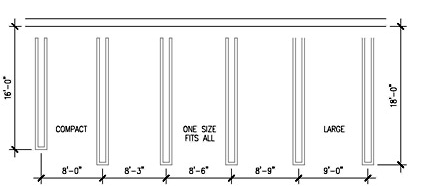 16'-0"
COMPACT
ONE SIZE
FITS ALL
LARGE
18'-0"
8'-0"
8'-3"
8'-6"
8'-9"
9'-0"